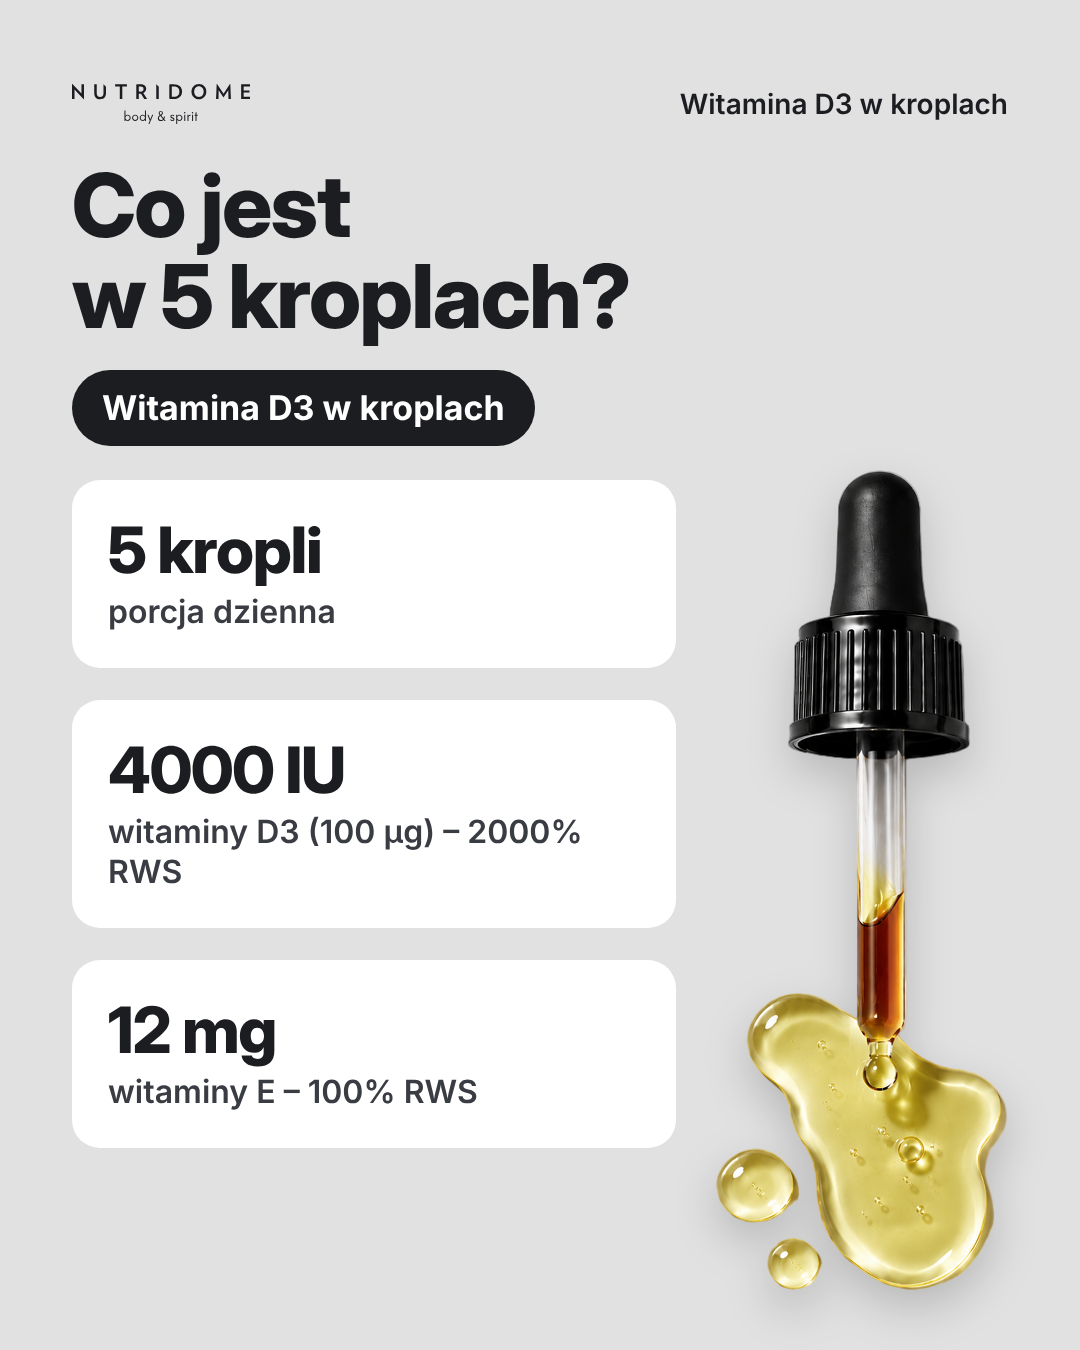 NUTRIDOME
body & spirit
Witamina D3 w kroplach
Co jest
w 5 kroplach?
Witamina D3 w kroplach
5 kropli
porcja dzienna
4000 IU
witaminy D3 (100 µg) – 2000%
RWS
12 mg
witaminy E – 100% RWS